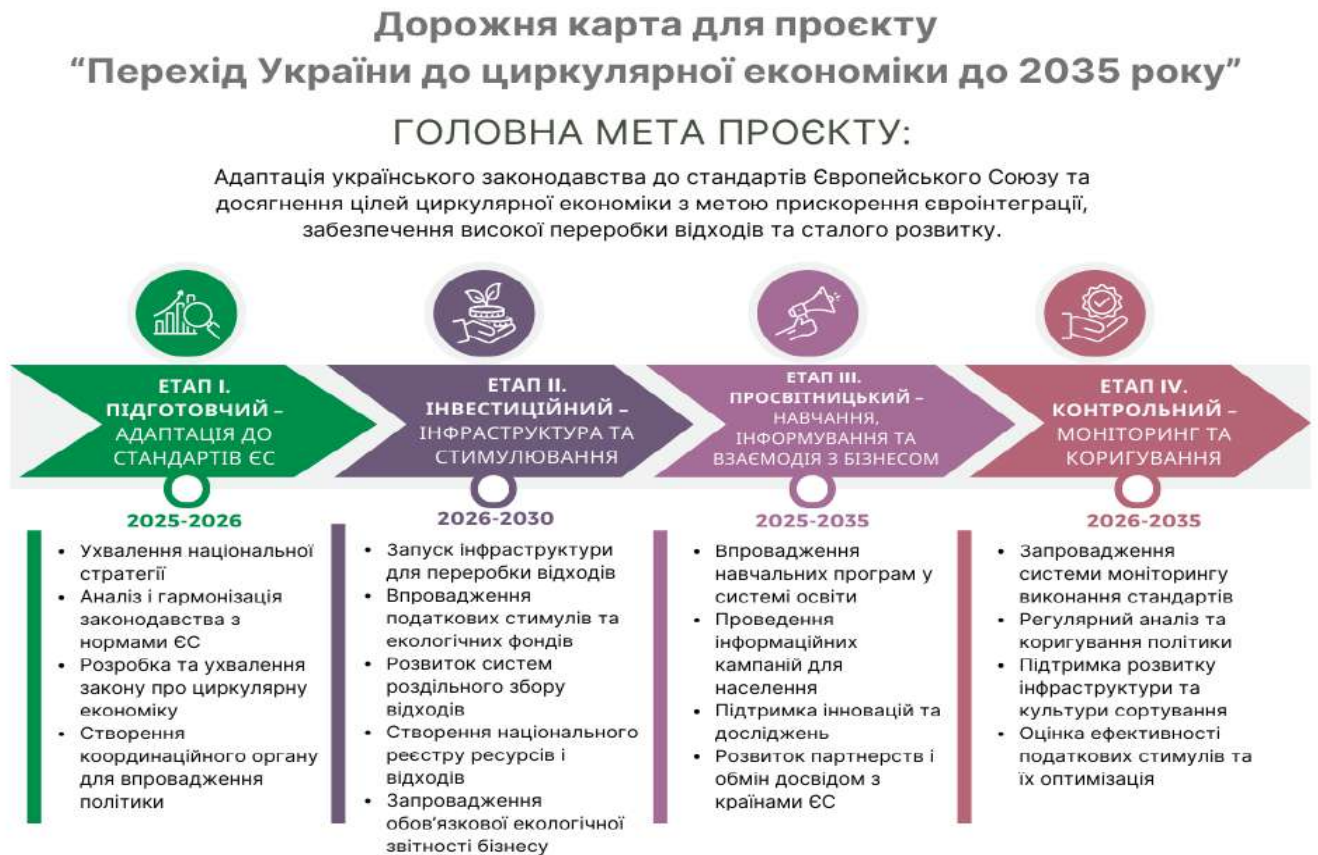 Дорожня карта для проєкту
“Перехід України до циркулярної економіки до 2035 року”
ГОЛОВНА МЕТА ПРОЄКТУ:
Адаптація українського законодавства до стандартів Європейського Союзу та
досягнення цілей циркулярної економіки з метою прискорення євроінтеграції,
забезпечення високої переробки відходів та сталого розвитку.
ЕТАП І.
ПІДГОТОВЧИЙ –
АДАПТАЦІЯ ДО
СТАНДАРТІВ ЄС
2025-2026
• Ухвалення національної
стратегії
• Аналіз і гармонізація
законодавства з
нормами ЄС
• Розробка та ухвалення
закону про циркулярну
економіку
• Створення
координаційного органу
для впровадження
політики
ЕТАП ІІ.
ІНВЕСТИЦІЙНИЙ –
ІНФРАСТРУКТУРА ТА
СТИМУЛЮВАННЯ
2026-2030
• Запуск інфраструктури
для переробки відходів
• Впровадження
податкових стимулів та
екологічних фондів
• Розвиток систем
роздільного збору
відходів
• Створення національного
реєстру ресурсів і
відходів
• Запровадження
обов’язкової екологічної
звітності бізнесу
ЕТАП ІІІ.
ПРОСВІТНИЦЬКИЙ –
НАВЧАННЯ,
ІНФОРМУВАННЯ ТА
ВЗАЄМОДІЯ З БІЗНЕСОМ
2025-2035
• Впровадження
навчальних програм у
системі освіти
• Проведення
інформаційних
кампаній для
населення
• Підтримка інновацій та
досліджень
• Розвиток партнерств і
обмін досвідом з
країнами ЄС
ЕТАП IV.
КОНТРОЛЬНИЙ –
МОНІТОРИНГ ТА
КОРИГУВАННЯ
2026-2035
• Запровадження
системи моніторингу
виконання стандартів
• Регулярний аналіз та
коригування політики
• Підтримка розвитку
інфраструктури та
культури сортування
• Оцінка ефективності
податкових стимулів та
їх оптимізація